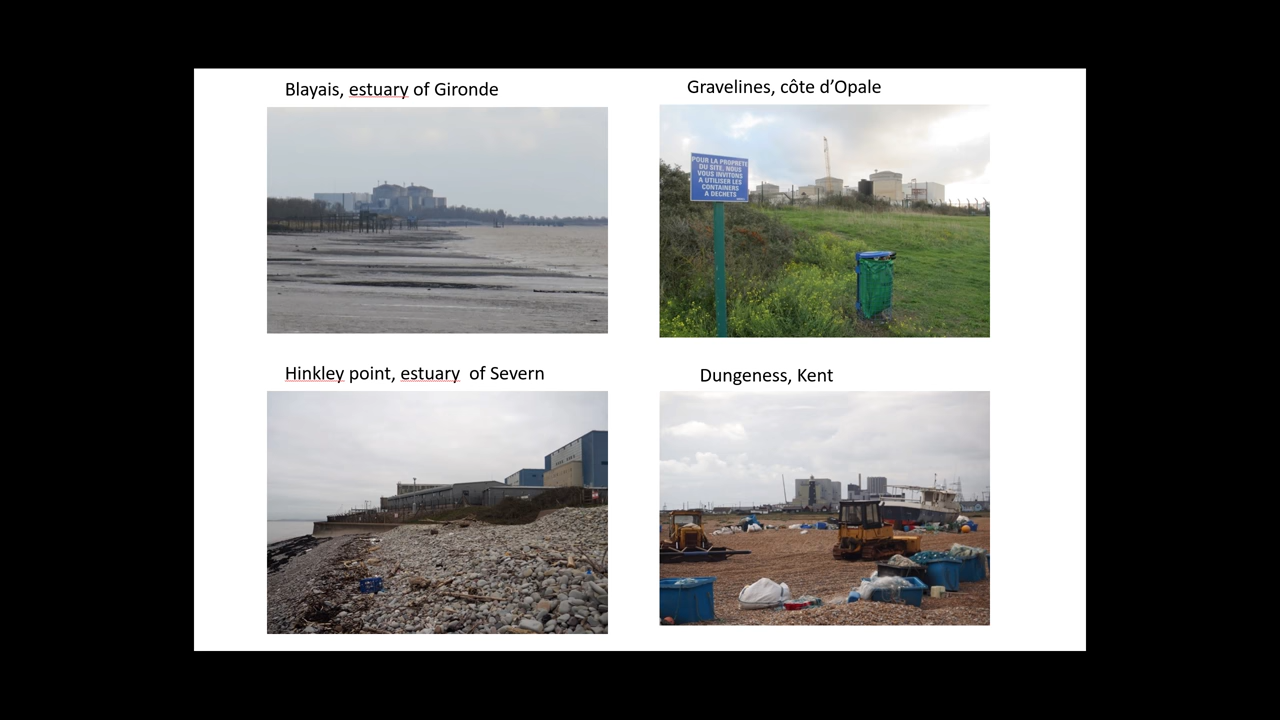 Blayais, estuary of Gironde
Gravelines, côte d’Opale
POUR LA PROPRETE
DU SITE, NOUS
VOUS INVITONS
A UTILISER LES
CONTAINERS
A DECHETS
Hinkley point, estuary  of Severn
Dungeness, Kent